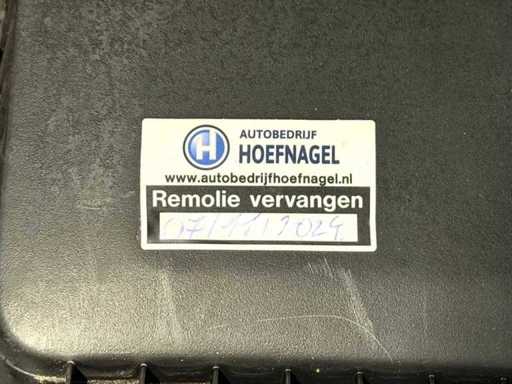 H
AUTOBEDRIJF
HOEFNAGEL
www.autobedrijfhoefnagel.nl
Remolie vervangen
07/11/2024